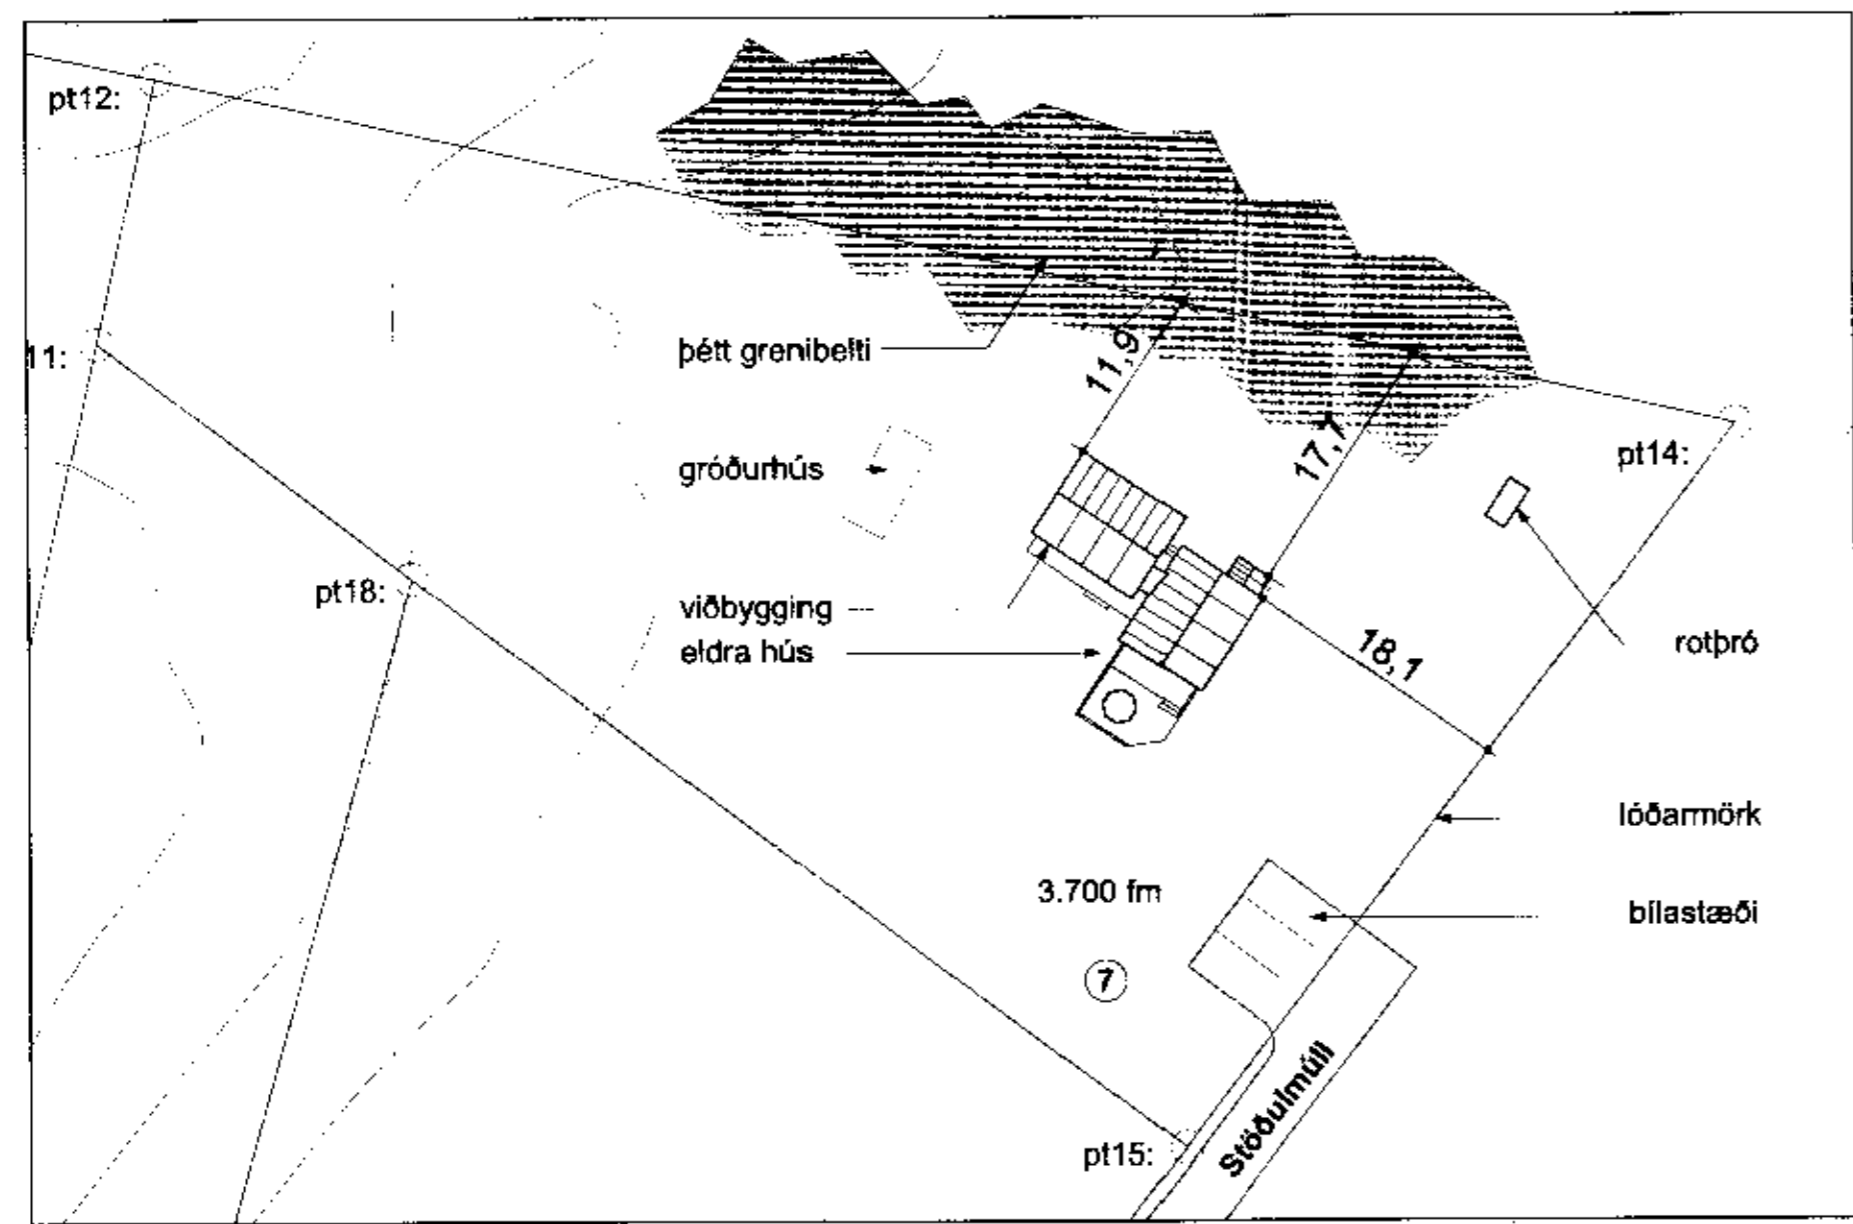 pt12:
11:
þétt grenibelti
11,9
17,7
pt14:
gróðurhús
pt18:
viðbygging
eldra hús
18,1
rotþró
lóðarmörk
3.700 fm
bílastæði
7
Stöðulmúli
pt15: